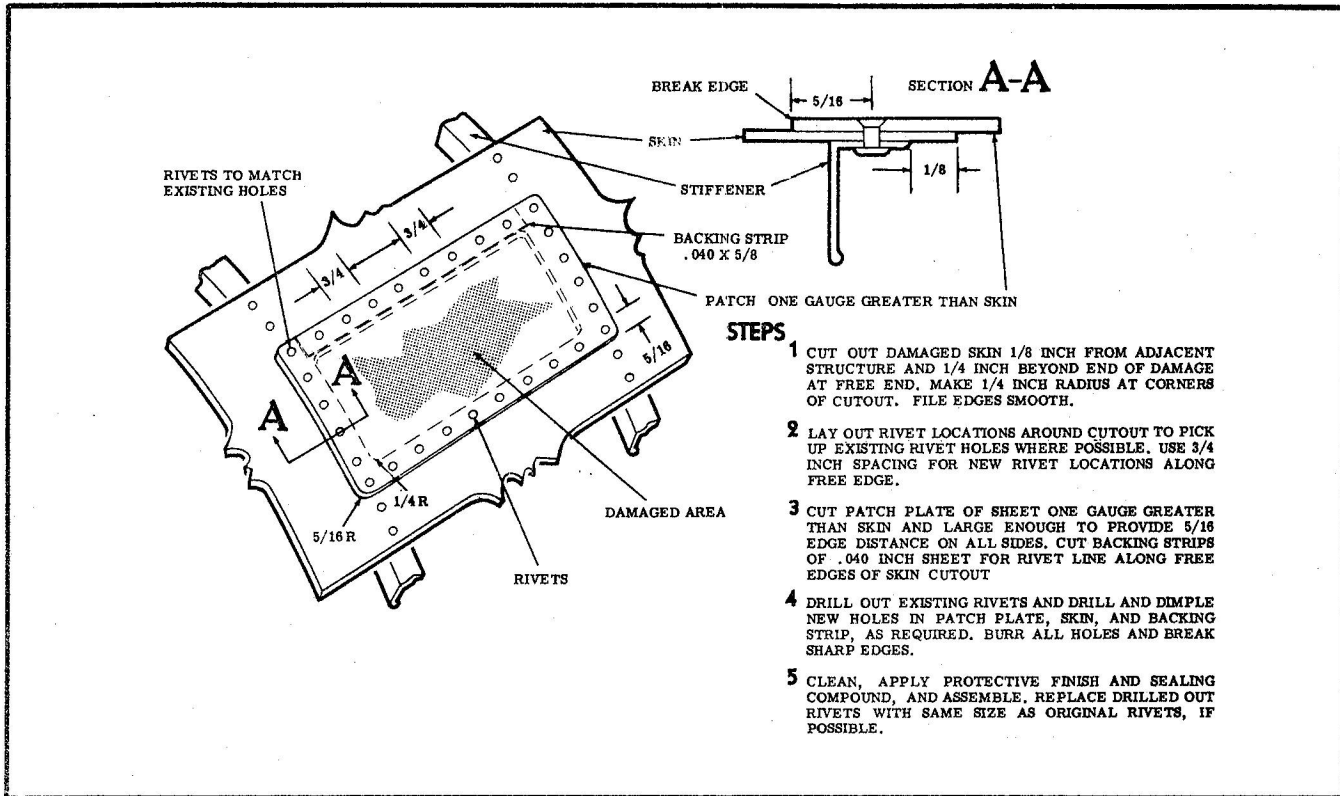 BREAK EDGE
5/16
SECTION A-A
SKIN
STIFFENER
1/8
RIVETS TO MATCH
EXISTING HOLES
3/4
3/4
BACKING STRIP
.040 X 5/8
PATCH ONE GAUGE GREATER THAN SKIN
5/16
A
A
1/4 R
5/16 R
DAMAGED AREA
RIVETS
STEPS
1 CUT OUT DAMAGED SKIN 1/8 INCH FROM ADJACENT
STRUCTURE AND 1/4 INCH BEYOND END OF DAMAGE
AT FREE END. MAKE 1/4 INCH RADIUS AT CORNERS
OF CUTOUT. FILE EDGES SMOOTH.
2 LAY OUT RIVET LOCATIONS AROUND CUTOUT TO PICK
UP EXISTING RIVET HOLES WHERE POSSIBLE. USE 3/4
INCH SPACING FOR NEW RIVET LOCATIONS ALONG
FREE EDGE.
3 CUT PATCH PLATE OF SHEET ONE GAUGE GREATER
THAN SKIN AND LARGE ENOUGH TO PROVIDE 5/16
EDGE DISTANCE ON ALL SIDES. CUT BACKING STRIPS
OF .040 INCH SHEET FOR RIVET LINE ALONG FREE
EDGES OF SKIN CUTOUT
4 DRILL OUT EXISTING RIVETS AND DRILL AND DIMPLE
NEW HOLES IN PATCH PLATE, SKIN, AND BACKING
STRIP, AS REQUIRED. BURR ALL HOLES AND BREAK
SHARP EDGES.
5 CLEAN, APPLY PROTECTIVE FINISH AND SEALING
COMPOUND, AND ASSEMBLE. REPLACE DRILLED OUT
RIVETS WITH SAME SIZE AS ORIGINAL RIVETS, IF
POSSIBLE.